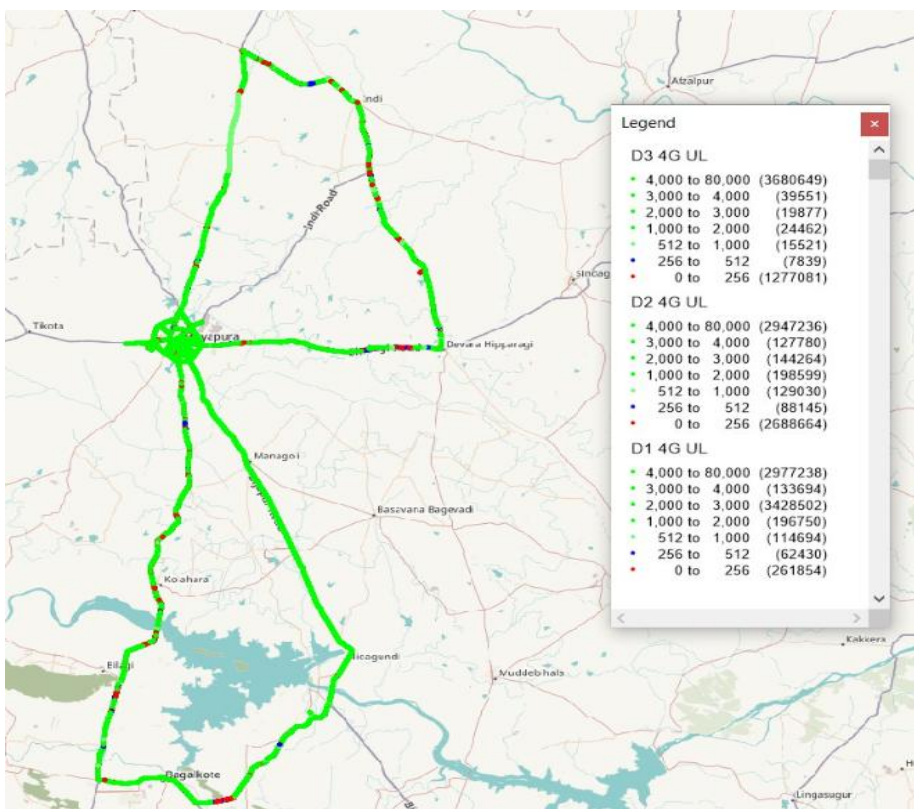 Afzalpur
Indi
Indi Road
Sindag
Tikota
yapura
Devara Hipparagi
Managoli
Basavana Bagevadi
Kolahara
Bilagi
Nidagundi
Muddebihala
Kakkera
Bagalkote
Lingasugur
Legend
D3 4G UL
4,000 to 80,000 (3680649)
3,000 to 4,000 (39551)
2,000 to 3,000 (19877)
1,000 to 2,000 (24462)
512 to 1,000 (15521)
256 to 512 (7839)
0 to 256 (1277081)
D2 4G UL
4,000 to 80,000 (2947236)
3,000 to 4,000 (127780)
2,000 to 3,000 (144264)
1,000 to 2,000 (198599)
512 to 1,000 (129030)
256 to 512 (88145)
0 to 256 (2688664)
D1 4G UL
4,000 to 80,000 (2977238)
3,000 to 4,000 (133694)
2,000 to 3,000 (3428502)
1,000 to 2,000 (196750)
512 to 1,000 (114694)
256 to 512 (62430)
0 to 256 (261854)